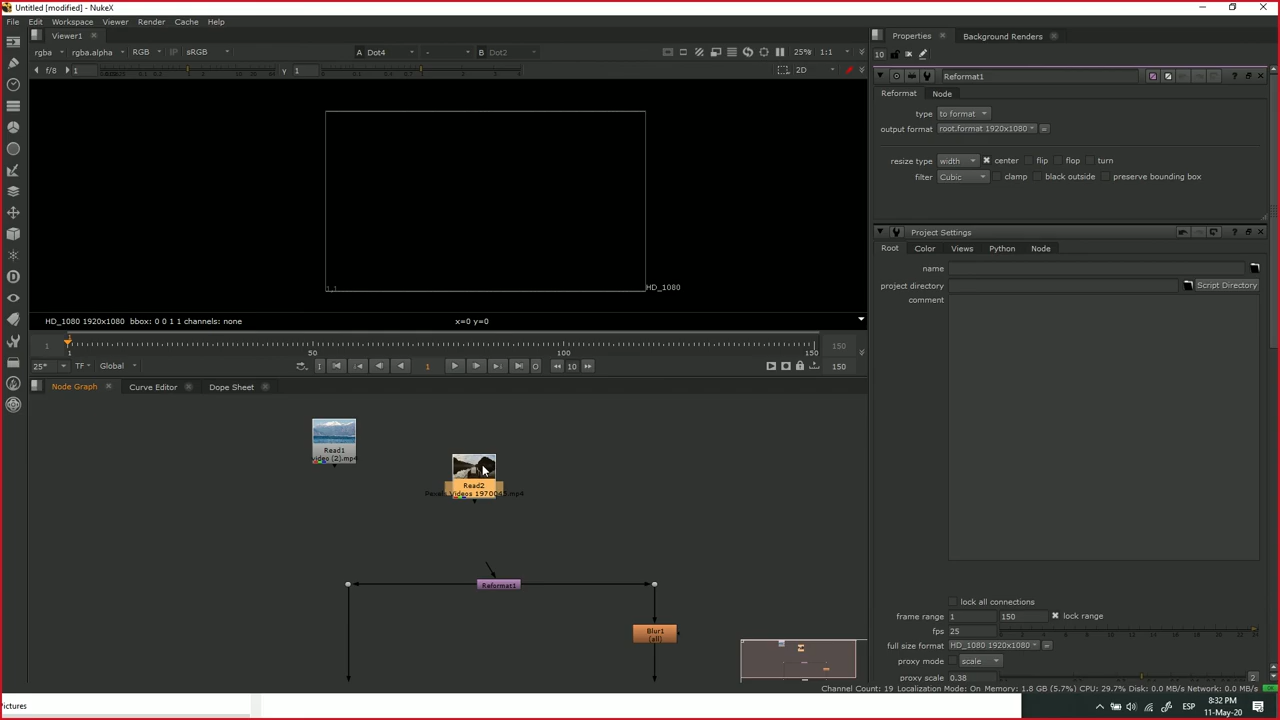 Untitled [modified] - NukeX
File Edit Workspace Viewer Render Cache Help
Viewer1
rgba rgba.alpha RGB IP sRGB A Dot4 - B Dot2 25% 1:1
f/8 1 y 1 2D
HD_1080
HD_1080 1920x1080 bbox: 0 0 1 1 channels: none x=0 y=0
1 1 50 100 150 150
25* TF Global 1 10 150
Node Graph Curve Editor Dope Sheet
Read1
video (2).mp4
Read2
Reformat1
Blur1
(all)
Properties Background Renders
10
Reformat1
Reformat Node
type to format
output format root.format 1920x1080 =
resize type width center flip flop turn
filter Cubic clamp black outside preserve bounding box
Project Settings
Root Color Views Python Node
name
project directory Script Directory
comment
lock all connections
frame range 1 150 lock range
fps 25
full size format HD_1080 1920x1080 =
proxy mode scale
proxy scale 0.38 2
Channel Count: 19 Localization Mode: On Memory: 1.8 GB (5.7%) CPU: 29.7% Disk: 0.0 MB/s Network: 0.0 MB/s
Pictures
ESP 8:32 PM
11-May-20